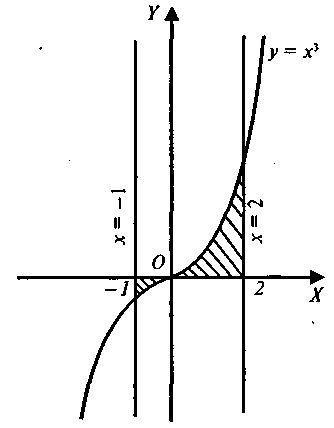 Y
y = x³
x = −1
x = 2
O
−1
2
X